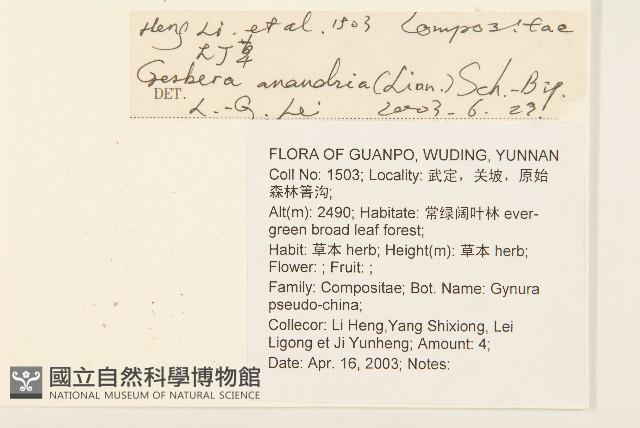 Heng Li. et al. 1503 Compositae
大丁草
Gerbera anandria (Linn.) Sch.-Bip.
DET. L.-G. Lei 2003-6. 23.
FLORA OF GUANPO, WUDING, YUNNAN
Coll No: 1503; Locality: 武定，关坡，原始
森林箐沟;
Alt(m): 2490; Habitate: 常绿阔叶林 ever-
green broad leaf forest;
Habit: 草本 herb; Height(m): 草本 herb;
Flower: ; Fruit: ;
Family: Compositae; Bot. Name: Gynura
pseudo-china;
Collecor: Li Heng,Yang Shixiong, Lei
Ligong et Ji Yunheng; Amount: 4;
Date: Apr. 16, 2003; Notes:
國立自然科學博物館
NATIONAL MUSEUM OF NATURAL SCIENCE